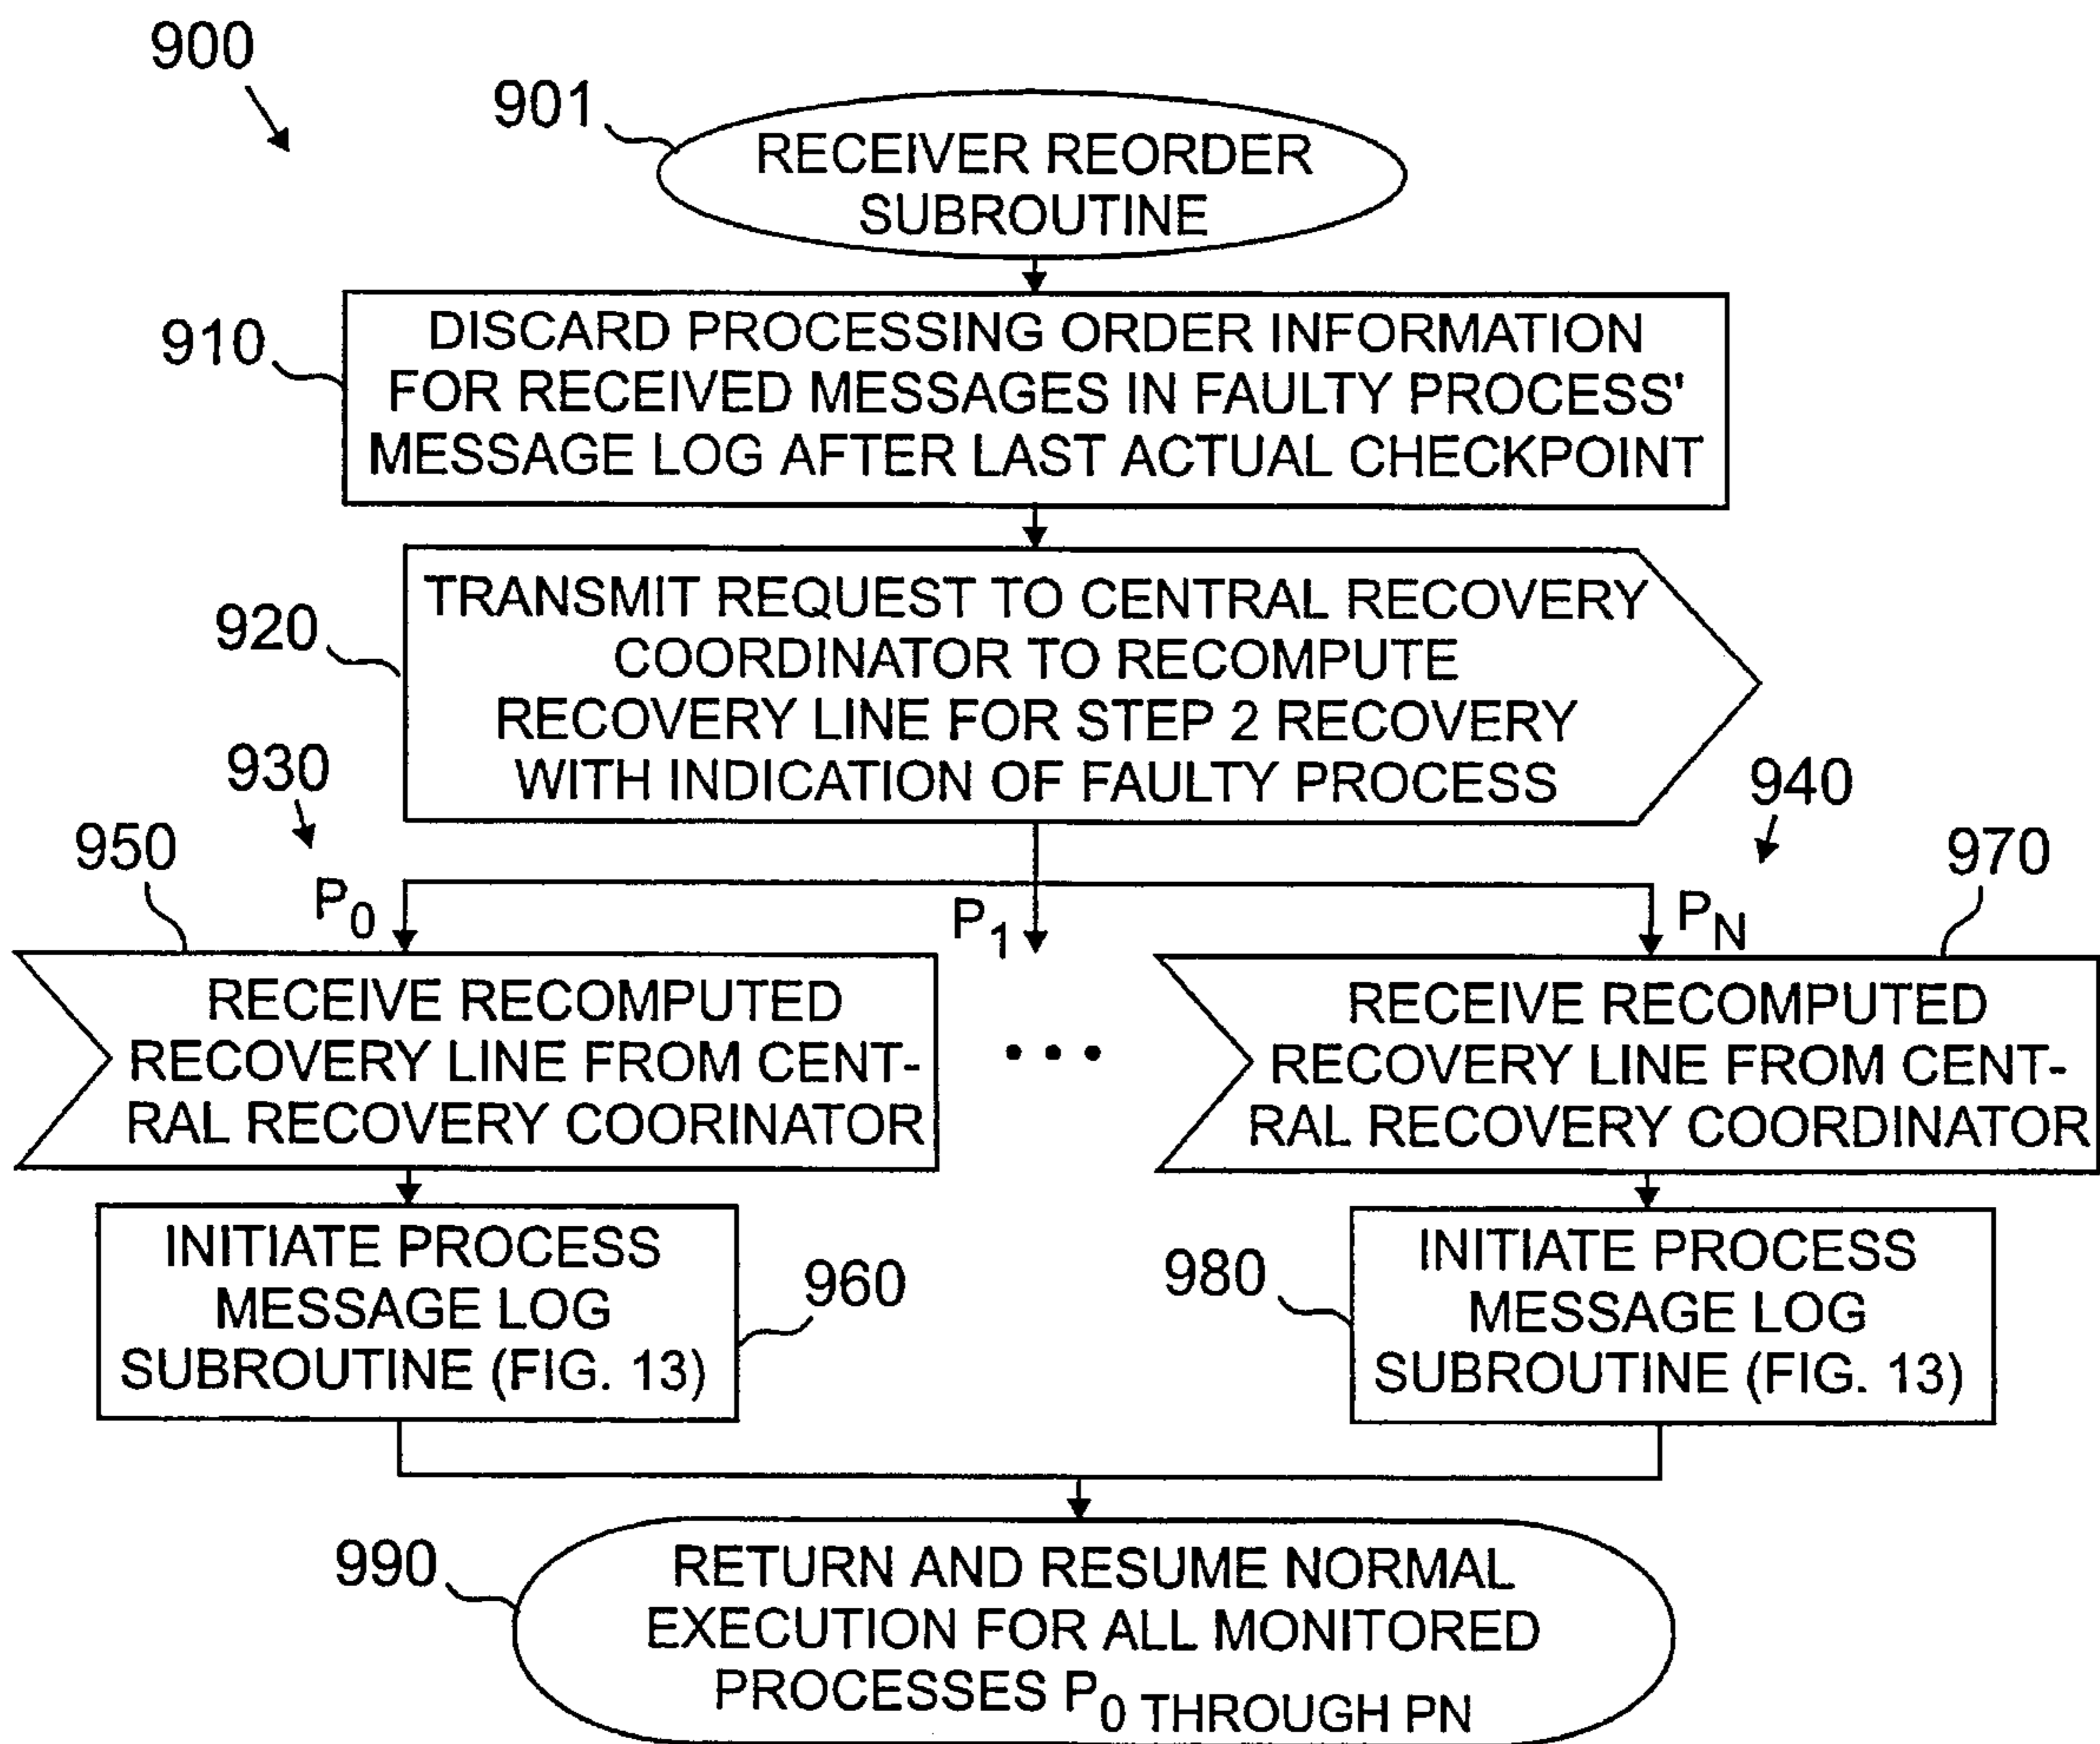 900
901
RECEIVER REORDER
SUBROUTINE
910
DISCARD PROCESSING ORDER INFORMATION
FOR RECEIVED MESSAGES IN FAULTY PROCESS'
MESSAGE LOG AFTER LAST ACTUAL CHECKPOINT
920
TRANSMIT REQUEST TO CENTRAL RECOVERY
COORDINATOR TO RECOMPUTE
RECOVERY LINE FOR STEP 2 RECOVERY
WITH INDICATION OF FAULTY PROCESS
930
940
950
P0
P1
PN
970
RECEIVE RECOMPUTED
RECOVERY LINE FROM CENT-
RAL RECOVERY COORINATOR
• • •
RECEIVE RECOMPUTED
RECOVERY LINE FROM CENT-
RAL RECOVERY COORDINATOR
INITIATE PROCESS
MESSAGE LOG
SUBROUTINE (FIG. 13)
960
980
INITIATE PROCESS
MESSAGE LOG
SUBROUTINE (FIG. 13)
990
RETURN AND RESUME NORMAL
EXECUTION FOR ALL MONITORED
PROCESSES P0 THROUGH PN